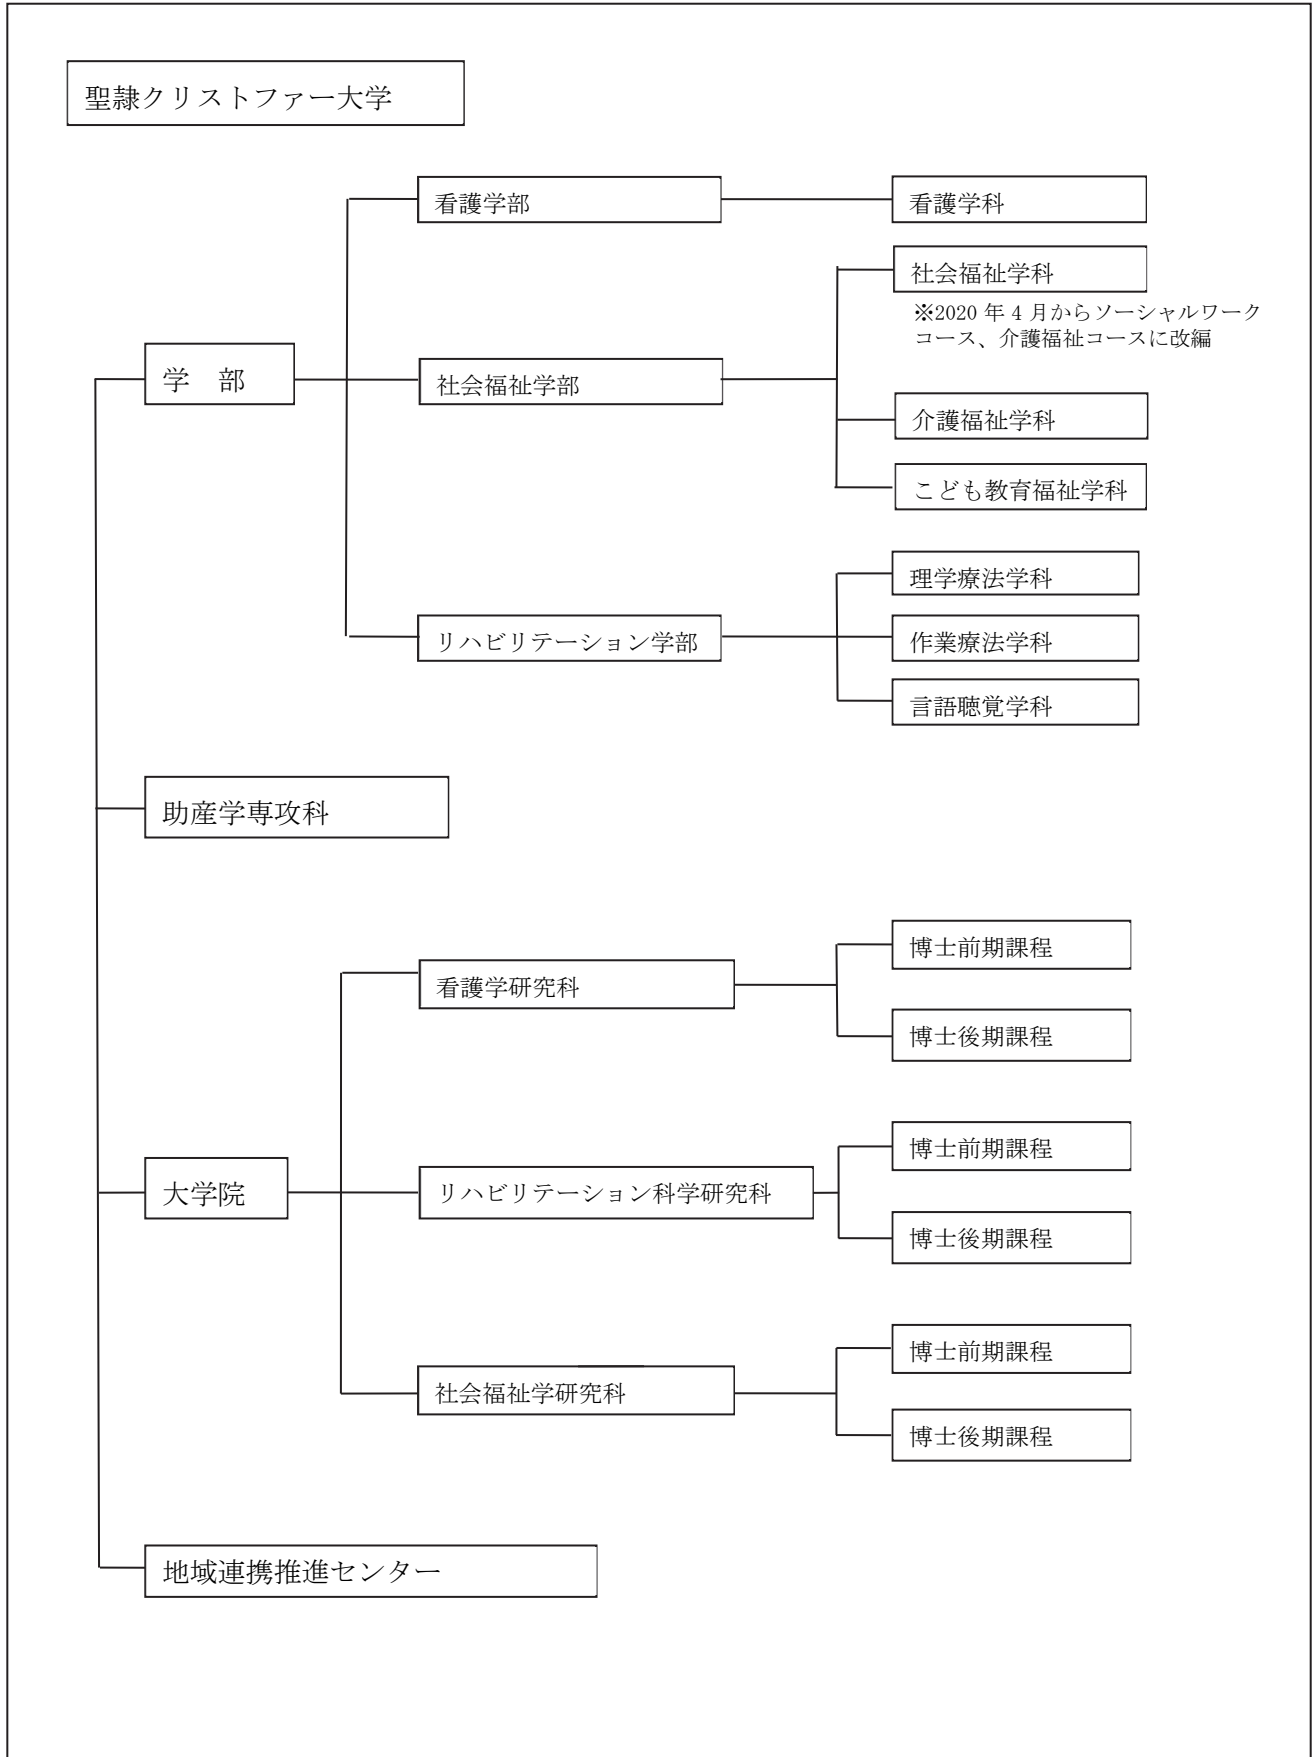 聖隷クリストファー大学
看護学部
看護学科
社会福祉学科
※2020 年 4 月からソーシャルワーク
コース、介護福祉コースに改編
学　部
社会福祉学部
介護福祉学科
こども教育福祉学科
理学療法学科
リハビリテーション学部
作業療法学科
言語聴覚学科
助産学専攻科
博士前期課程
看護学研究科
博士後期課程
博士前期課程
大学院
リハビリテーション科学研究科
博士後期課程
博士前期課程
社会福祉学研究科
博士後期課程
地域連携推進センター